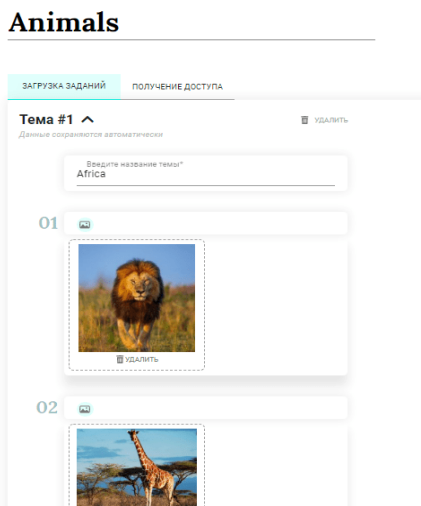 Animals
ЗАГРУЗКА ЗАДАНИЙ ПОЛУЧЕНИЕ ДОСТУПА
Тема #1 УДАЛИТЬ
Данные сохраняются автоматически
Введите название темы*
Africa
01
УДАЛИТЬ
02